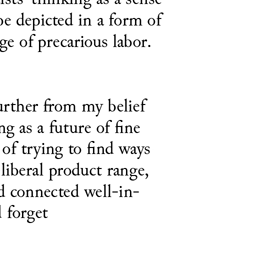 thinking as a sense
be depicted in a form of
ge of precarious labor.
urther from my belief
ng as a future of fine
of trying to find ways
liberal product range,
d connected well-in-
forget